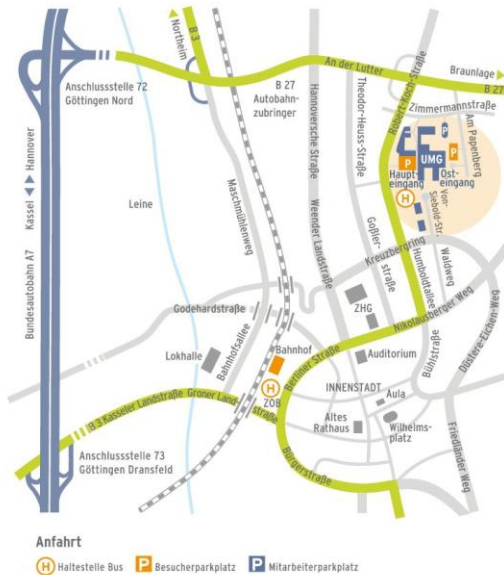 Northeim
B 3
An der Lutter
Braunlage
B 27
Anschlussstelle 72
Göttingen Nord
B 27
Autobahn-
zubringer
Hannoversche Straße
Theodor-Heuss-Straße
Robert-Koch-Straße
Zimmermannstraße
Am Papenberg
P
P
UMG
P
Haupt-
eingang
Ost-
eingang
H
Von-
Siebold-Str.
Kassel
Hannover
Bundesautobahn A7
Leine
Maschmühlenweg
Weender Landstraße
Goßler-
straße
Kreuzbergring
Humboldtallee
Waldweg
Godehardstraße
ZHG
Nikolausberger Weg
Düstere-Eichen-Weg
Lokhalle
Bahnhofsallee
Bahnhof
Berliner Straße
Auditorium
Bühlstraße
H
ZOB
INNENSTADT
Aula
B 3 Kasseler Landstraße
Groner Land-
straße
Altes
Rathaus
Wilhelms-
platz
Friedländer Weg
Bürgerstraße
Anschlussstelle 73
Göttingen Dransfeld
Anfahrt
H Haltestelle Bus P Besucherparkplatz P Mitarbeiterparkplatz